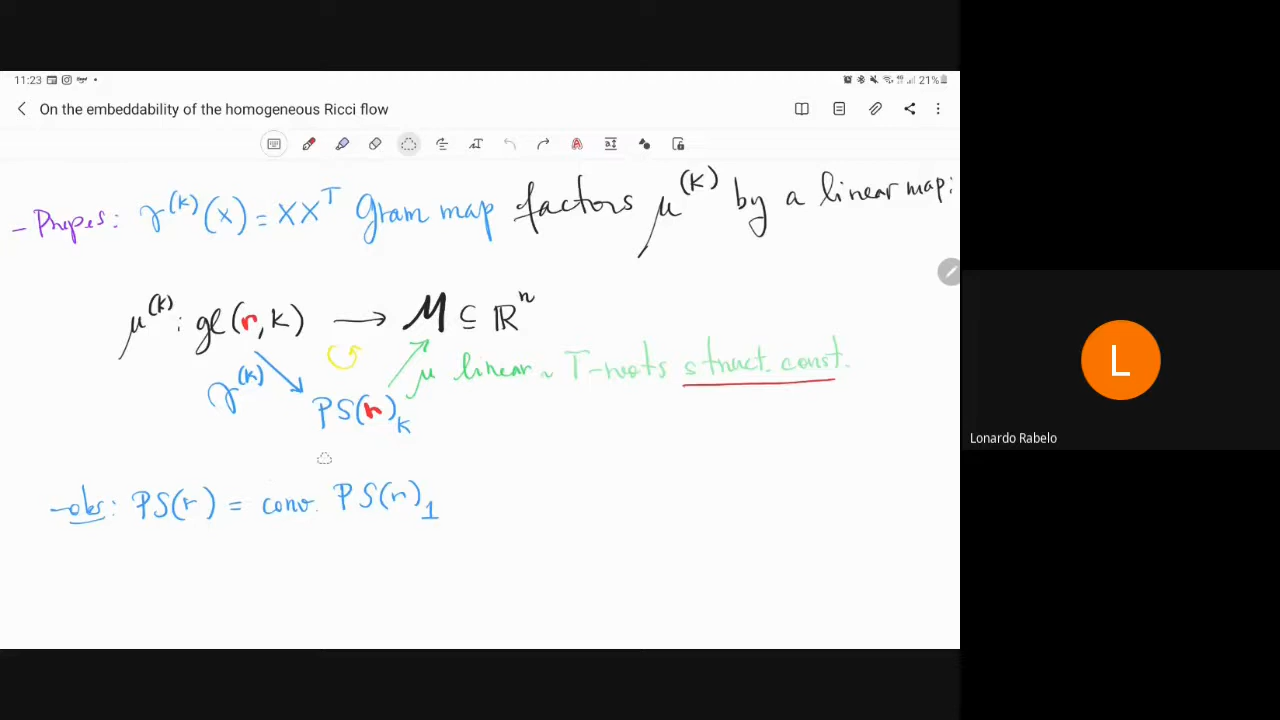 11:23 21%
On the embeddability of the homogeneous Ricci flow
- Propes: γ^(k)(X) = XX^T Gram map factors μ^(k) by a linear map:
μ^(k): gl(r,k) → M ⊆ ℝ^n
γ^(k) μ linear ~ T-roots struct. const.
PS(r)_k
- obs: PS(r) = conv. PS(r)_1
L
Lonardo Rabelo